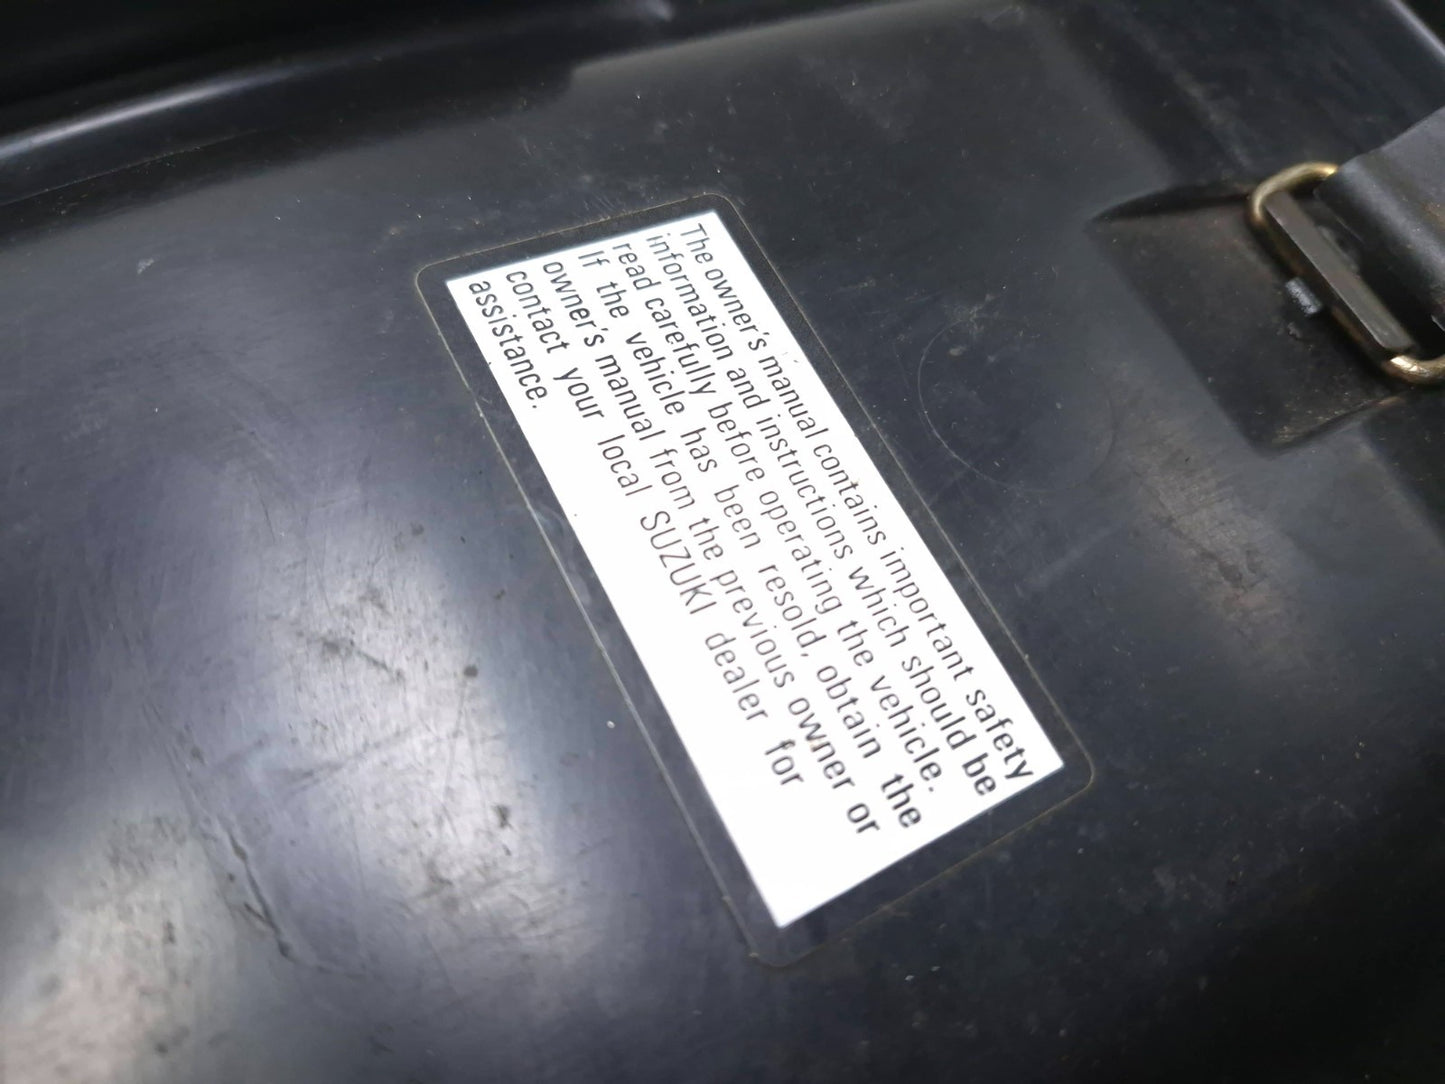 The owner's manual contains important safety
information and instructions which should be
read carefully before operating the vehicle.
If the vehicle has been resold, obtain the
owner's manual from the previous owner or
contact your local SUZUKI dealer for
assistance.